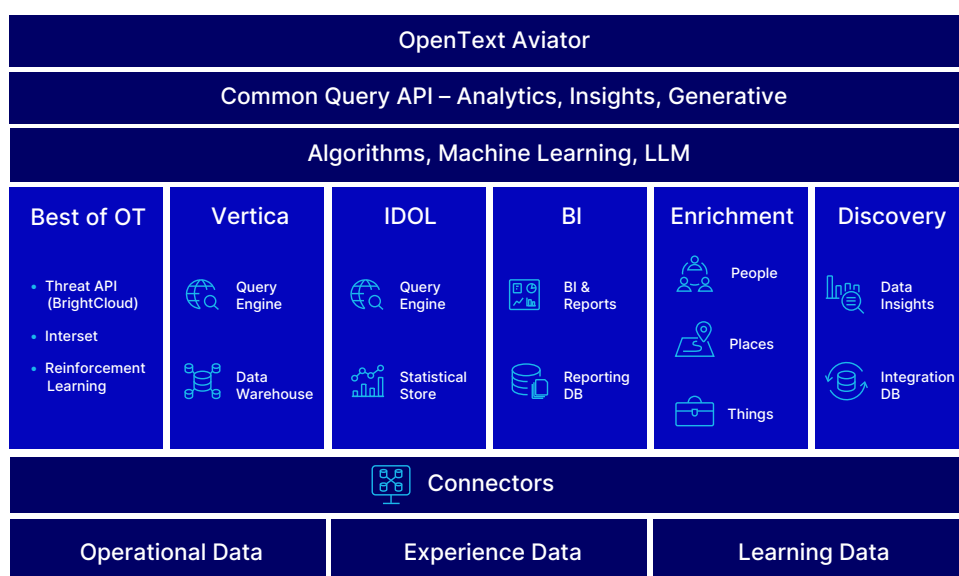 OpenText Aviator
Common Query API – Analytics, Insights, Generative
Algorithms, Machine Learning, LLM
Best of OT
Threat API
(BrightCloud)
Interset
Reinforcement
Learning
Vertica
Query
Engine
Data
Warehouse
IDOL
Query
Engine
Statistical
Store
BI
BI &
Reports
Reporting
DB
Enrichment
People
Places
Things
Discovery
Data
Insights
Integration
DB
Connectors
Operational Data
Experience Data
Learning Data